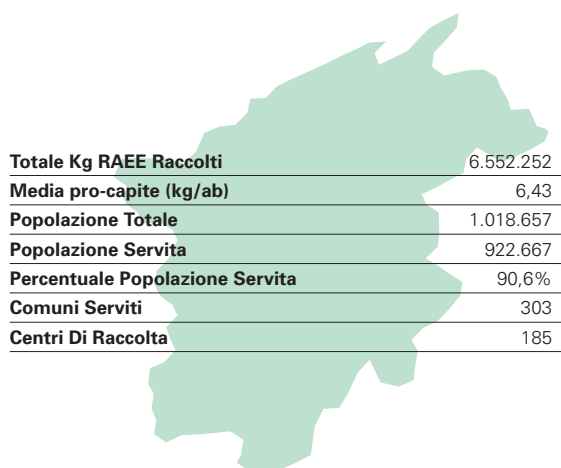 Totale Kg RAEE Raccolti 6.552.252
Media pro-capite (kg/ab) 6,43
Popolazione Totale 1.018.657
Popolazione Servita 922.667
Percentuale Popolazione Servita 90,6%
Comuni Serviti 303
Centri Di Raccolta 185